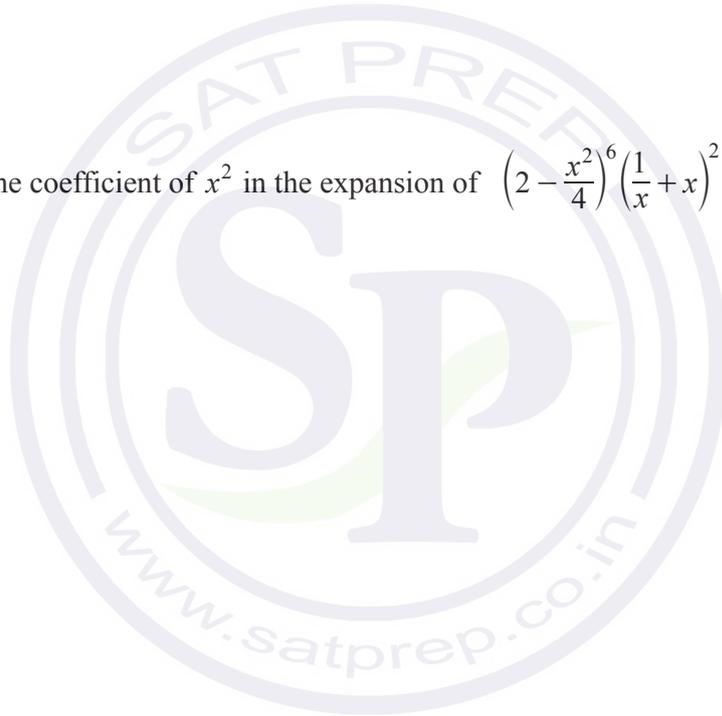 SAT PREP
he coefficient of x² in the expansion of (2 − x²/4)⁶ (1/x + x)²
SP
www.satprep.co.in